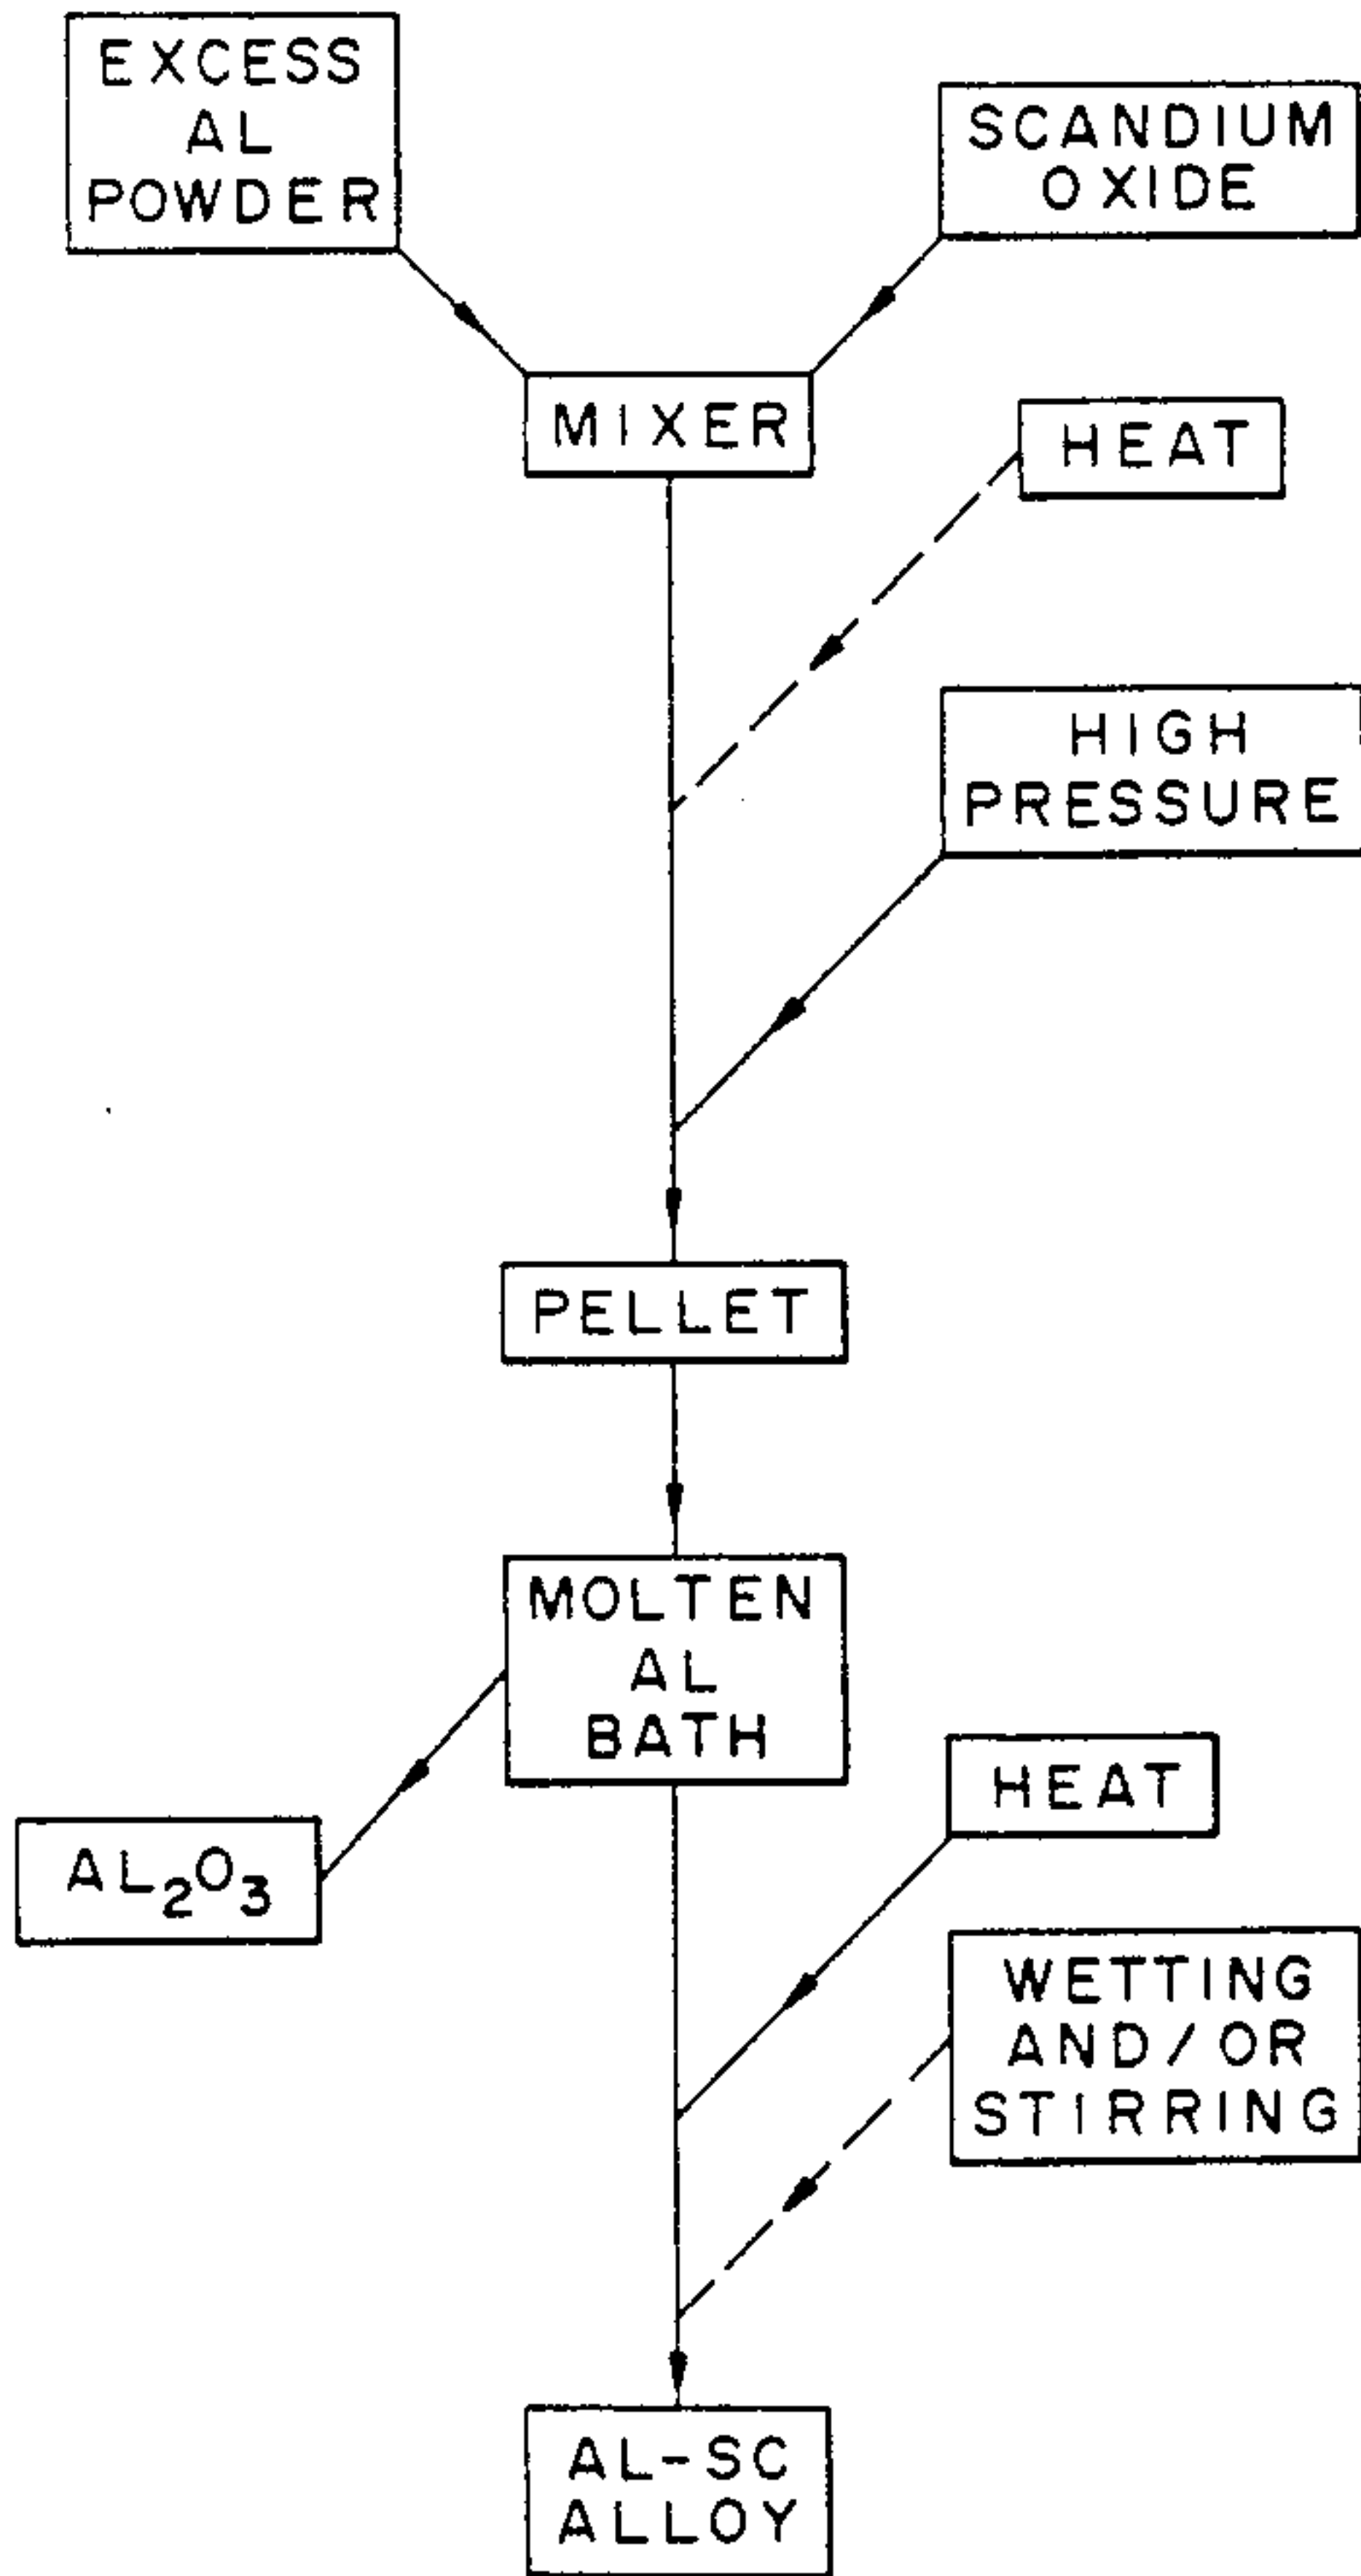 EXCESS
AL
POWDER
SCANDIUM
OXIDE
MIXER
HEAT
HIGH
PRESSURE
PELLET
MOLTEN
AL
BATH
HEAT
AL₂O₃
WETTING
AND/OR
STIRRING
AL-SC
ALLOY